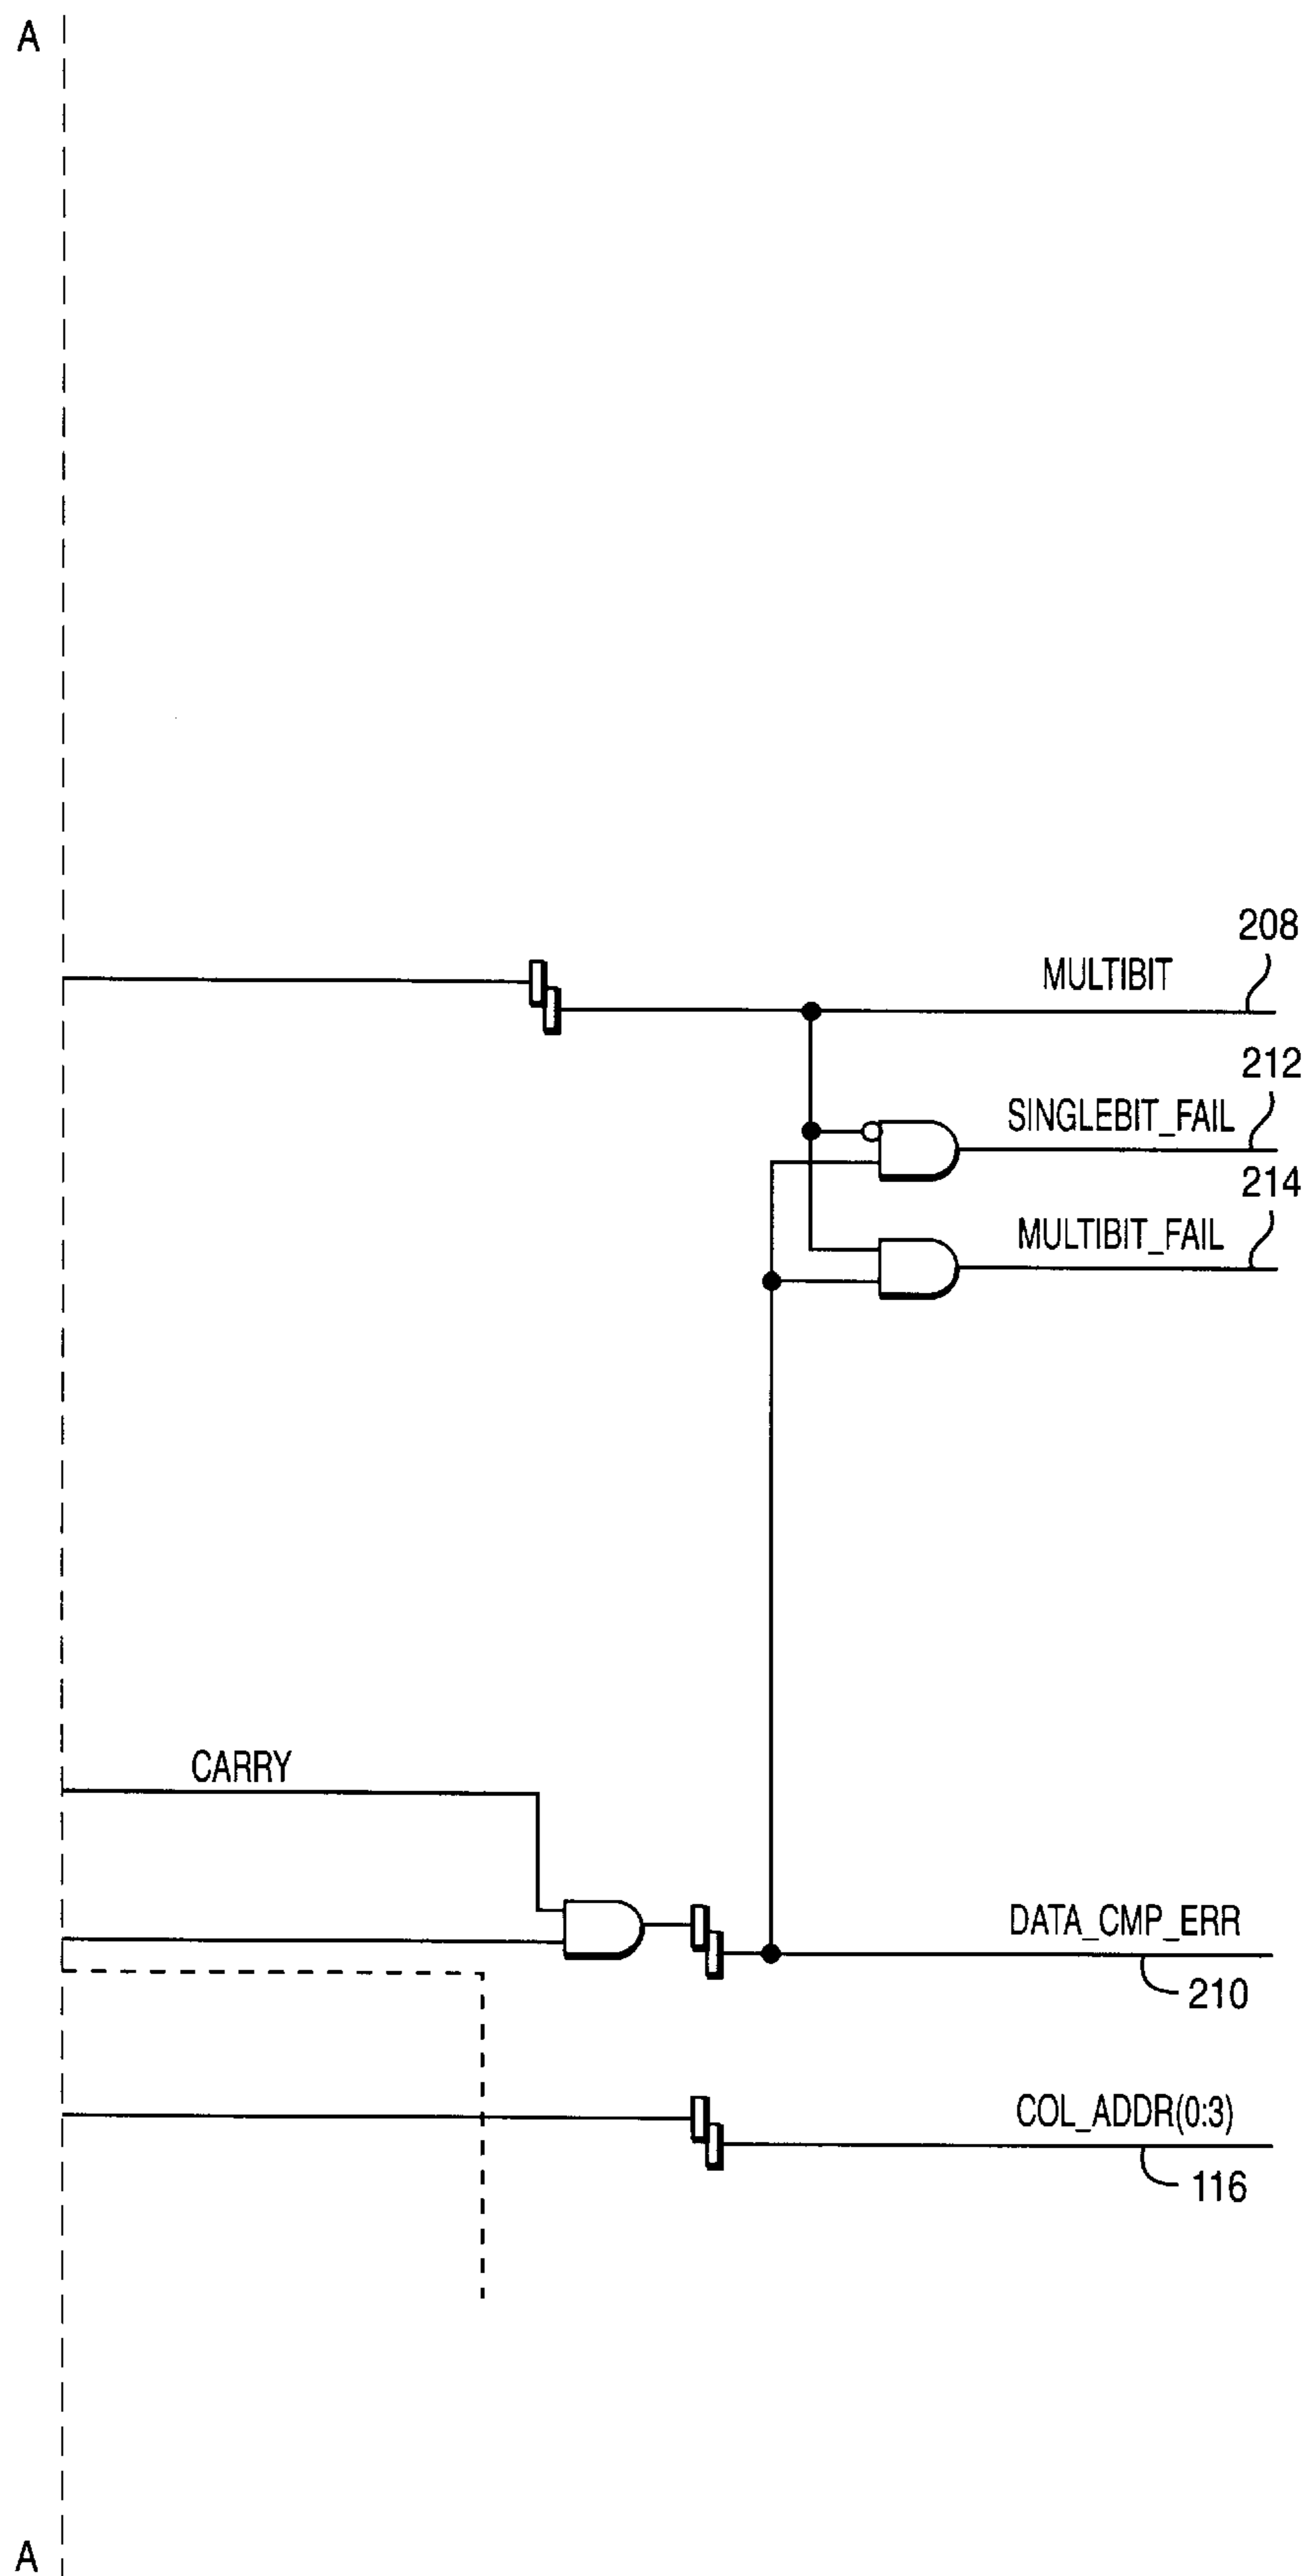 A
208
MULTIBIT
212
SINGLEBIT_FAIL
214
MULTIBIT_FAIL
CARRY
DATA_CMP_ERR
210
COL_ADDR(0:3)
116
A